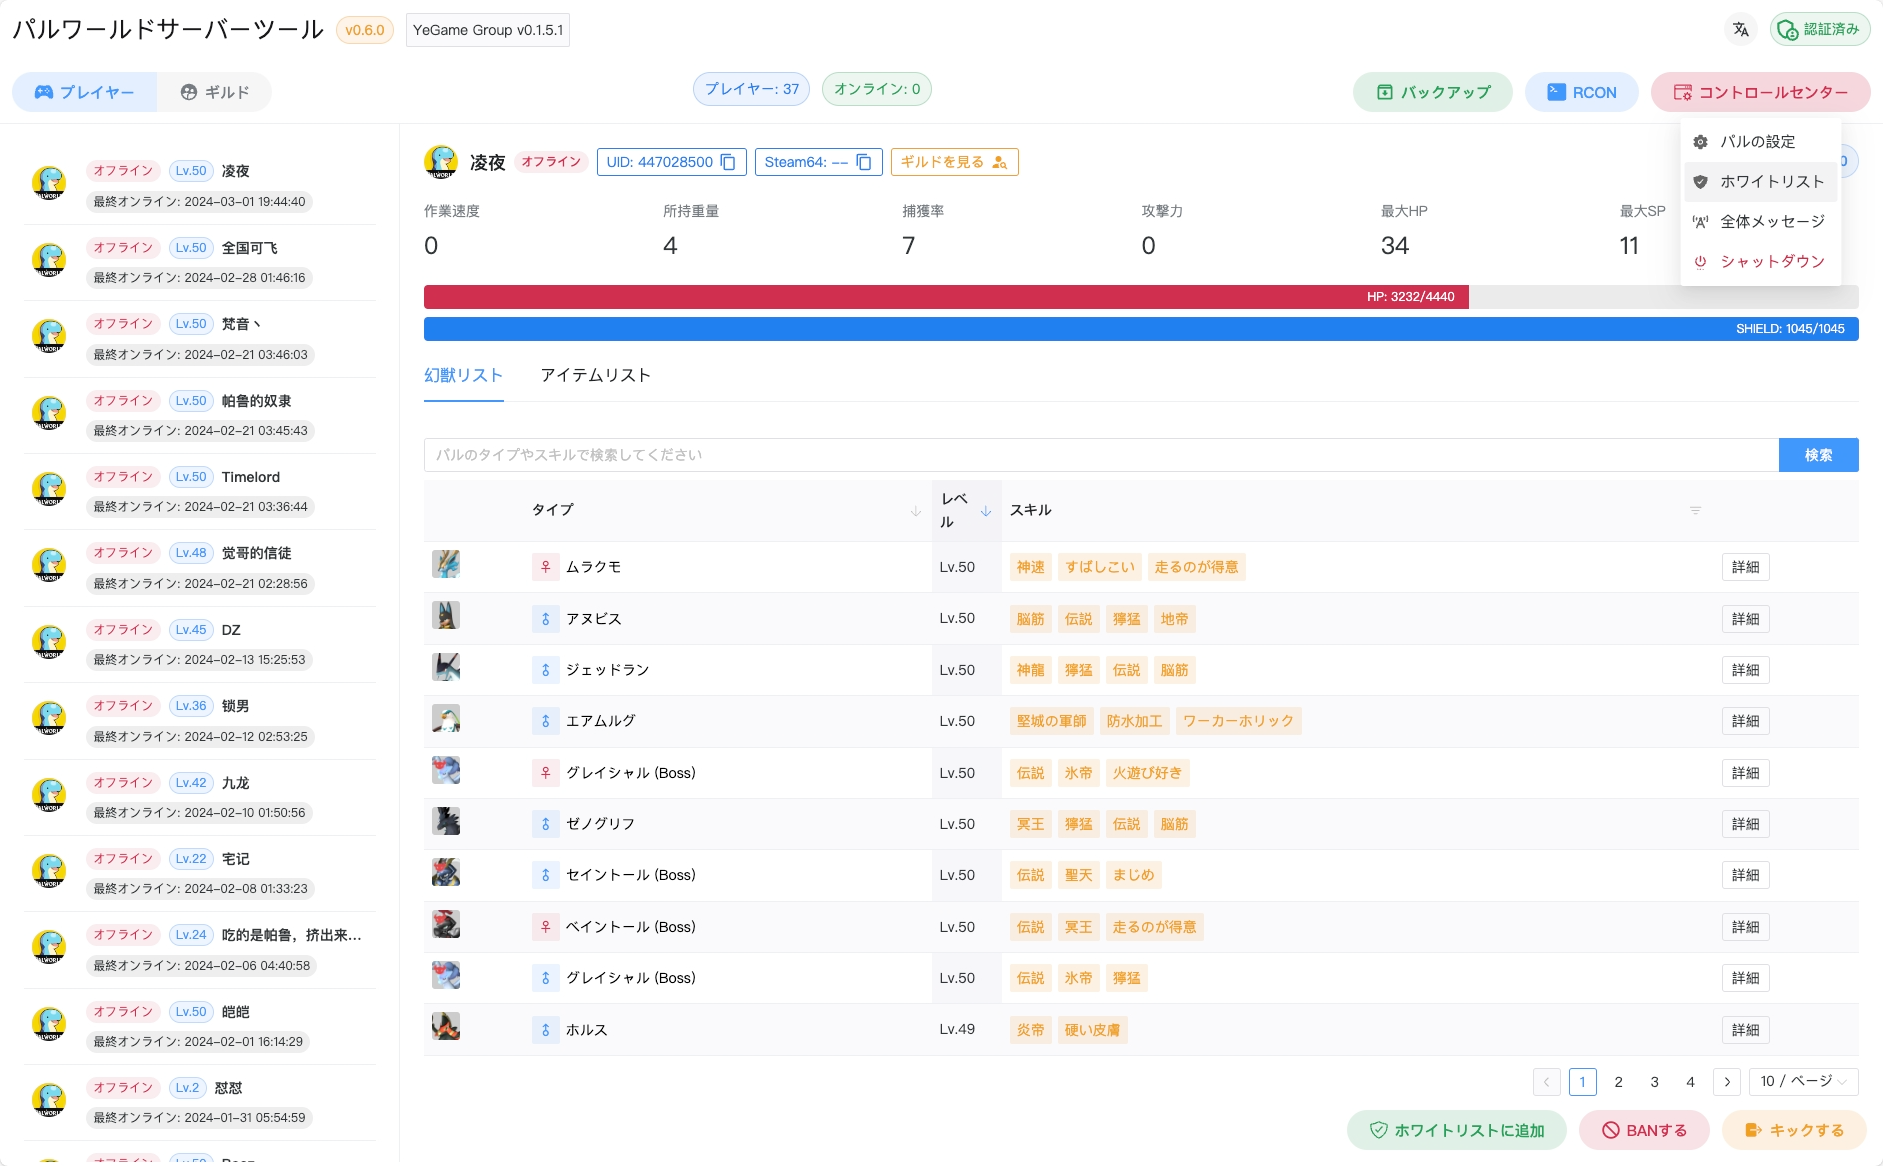 パルワールドサーバーツール v0.6.0 YeGame Group v0.1.5.1 認証済み
プレイヤー ギルド プレイヤー: 37 オンライン: 0 バックアップ RCON コントロールセンター
パルの設定
ホワイトリスト
全体メッセージ
シャットダウン
オフライン Lv.50 凌夜
最終オンライン: 2024-03-01 19:44:40
オフライン Lv.50 全国可飞
最終オンライン: 2024-02-28 01:46:16
オフライン Lv.50 梵音丶
最終オンライン: 2024-02-21 03:46:03
オフライン Lv.50 帕鲁的奴隶
最終オンライン: 2024-02-21 03:45:43
オフライン Lv.50 Timelord
最終オンライン: 2024-02-21 03:36:44
オフライン Lv.48 觉哥的信徒
最終オンライン: 2024-02-21 02:28:56
オフライン Lv.45 DZ
最終オンライン: 2024-02-13 15:25:53
オフライン Lv.36 锁男
最終オンライン: 2024-02-12 02:53:25
オフライン Lv.42 九龙
最終オンライン: 2024-02-10 01:50:56
オフライン Lv.22 宅记
最終オンライン: 2024-02-08 01:33:23
オフライン Lv.24 吃的是帕鲁，挤出来...
最終オンライン: 2024-02-06 04:40:58
オフライン Lv.50 皑皑
最終オンライン: 2024-02-01 16:14:29
オフライン Lv.2 怼怼
最終オンライン: 2024-01-31 05:54:59
凌夜 オフライン UID: 447028500 Steam64: -- ギルドを見る
作業速度 所持重量 捕獲率 攻撃力 最大HP 最大SP
0 4 7 0 34 11
HP: 3232/4440
SHIELD: 1045/1045
幻獣リスト アイテムリスト
パルのタイプやスキルで検索してください 検索
タイプ レベル スキル
♀ ムラクモ Lv.50 神速 すばしこい 走るのが得意 詳細
♂ アヌビス Lv.50 脳筋 伝説 獰猛 地帝 詳細
♂ ジェッドラン Lv.50 神龍 獰猛 伝説 脳筋 詳細
♂ エアムルグ Lv.50 堅城の軍師 防水加工 ワーカーホリック 詳細
♀ グレイシャル (Boss) Lv.50 伝説 氷帝 火遊び好き 詳細
♂ ゼノグリフ Lv.50 冥王 獰猛 伝説 脳筋 詳細
♂ セイントール (Boss) Lv.50 伝説 聖天 まじめ 詳細
♀ ベイントール (Boss) Lv.50 伝説 冥王 走るのが得意 詳細
♂ グレイシャル (Boss) Lv.50 伝説 氷帝 獰猛 詳細
♂ ホルス Lv.49 炎帝 硬い皮膚 詳細
1 2 3 4 10 / ページ
ホワイトリストに追加 BANする キックする